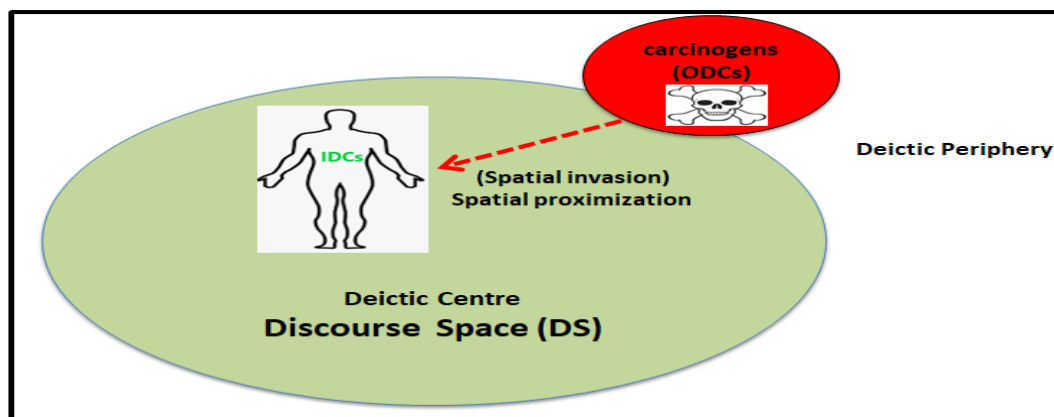 carcinogens
(ODCs)
IDCs
Deictic Periphery
(Spatial invasion)
Spatial proximization
Deictic Centre
Discourse Space (DS)